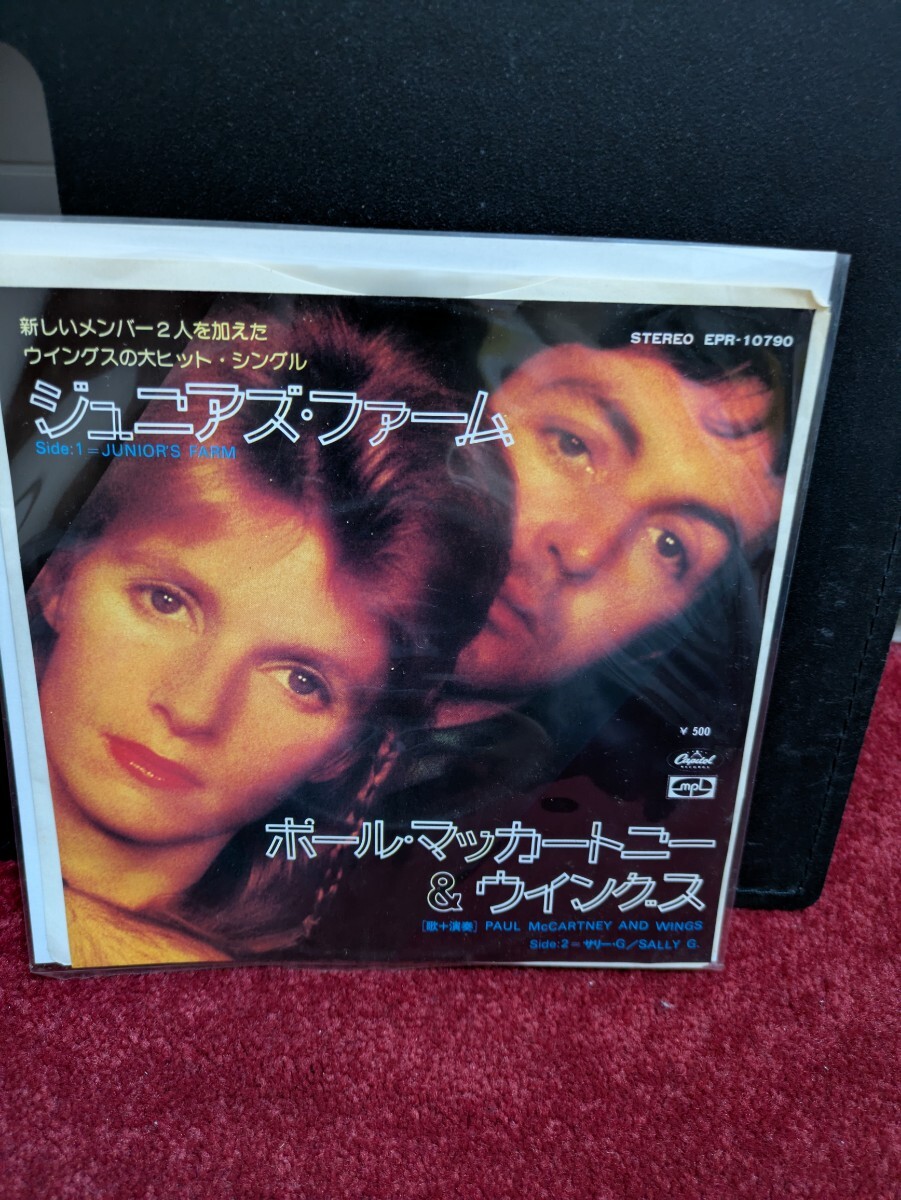 新しいメンバー2人を加えた
ウイングスの大ヒット・シングル
STEREO EPR-10790
ジュニアズ・ファーム
Side:1=JUNIOR'S FARM
¥500
Capitol
RECORDS
mpl
ポール・マッカートニー
& ウイングス
[歌+演奏] PAUL McCARTNEY AND WINGS
Side:2=サリー・G/SALLY G.